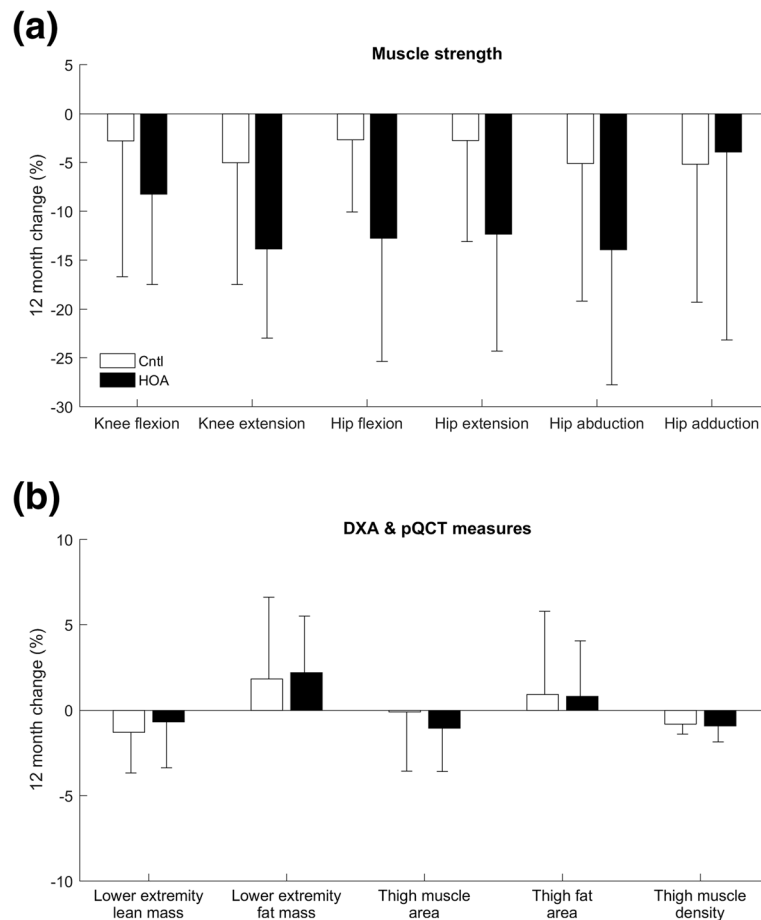 (a)
Muscle strength
12 month change (%)
5
0
-5
-10
-15
-20
-25
-30
Cntl
HOA
Knee flexion
Knee extension
Hip flexion
Hip extension
Hip abduction
Hip adduction
(b)
DXA & pQCT measures
12 month change (%)
10
5
0
-5
-10
Lower extremity
lean mass
Lower extremity
fat mass
Thigh muscle
area
Thigh fat
area
Thigh muscle
density